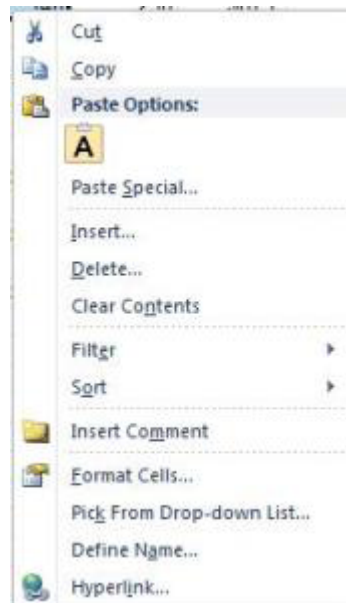 Cut
Copy
Paste Options:
A
Paste Special...
Insert...
Delete...
Clear Contents
Filter
Sort
Insert Comment
Format Cells...
Pick From Drop-down List...
Define Name...
Hyperlink...